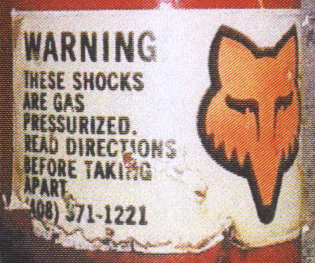 WARNING
THESE SHOCKS
ARE GAS
PRESSURIZED.
READ DIRECTIONS
BEFORE TAKING
APART
(408) 371-1221